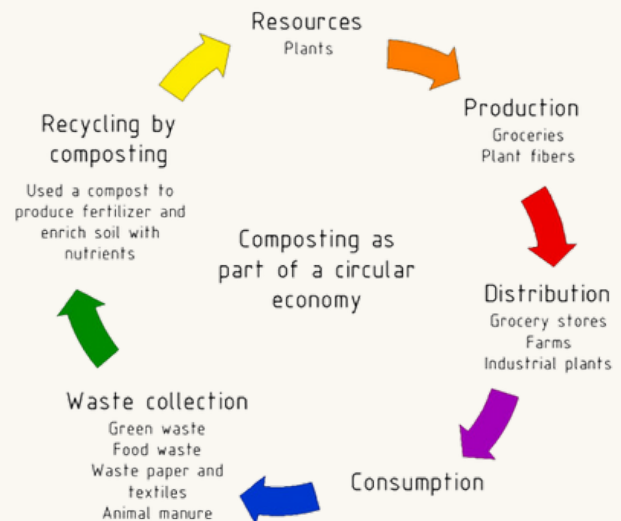 Resources
Plants
Production
Groceries
Plant fibers
Distribution
Grocery stores
Farms
Industrial plants
Consumption
Waste collection
Green waste
Food waste
Waste paper and
textiles
Animal manure
Recycling by
composting
Used a compost to
produce fertilizer and
enrich soil with
nutrients
Composting as
part of a circular
economy